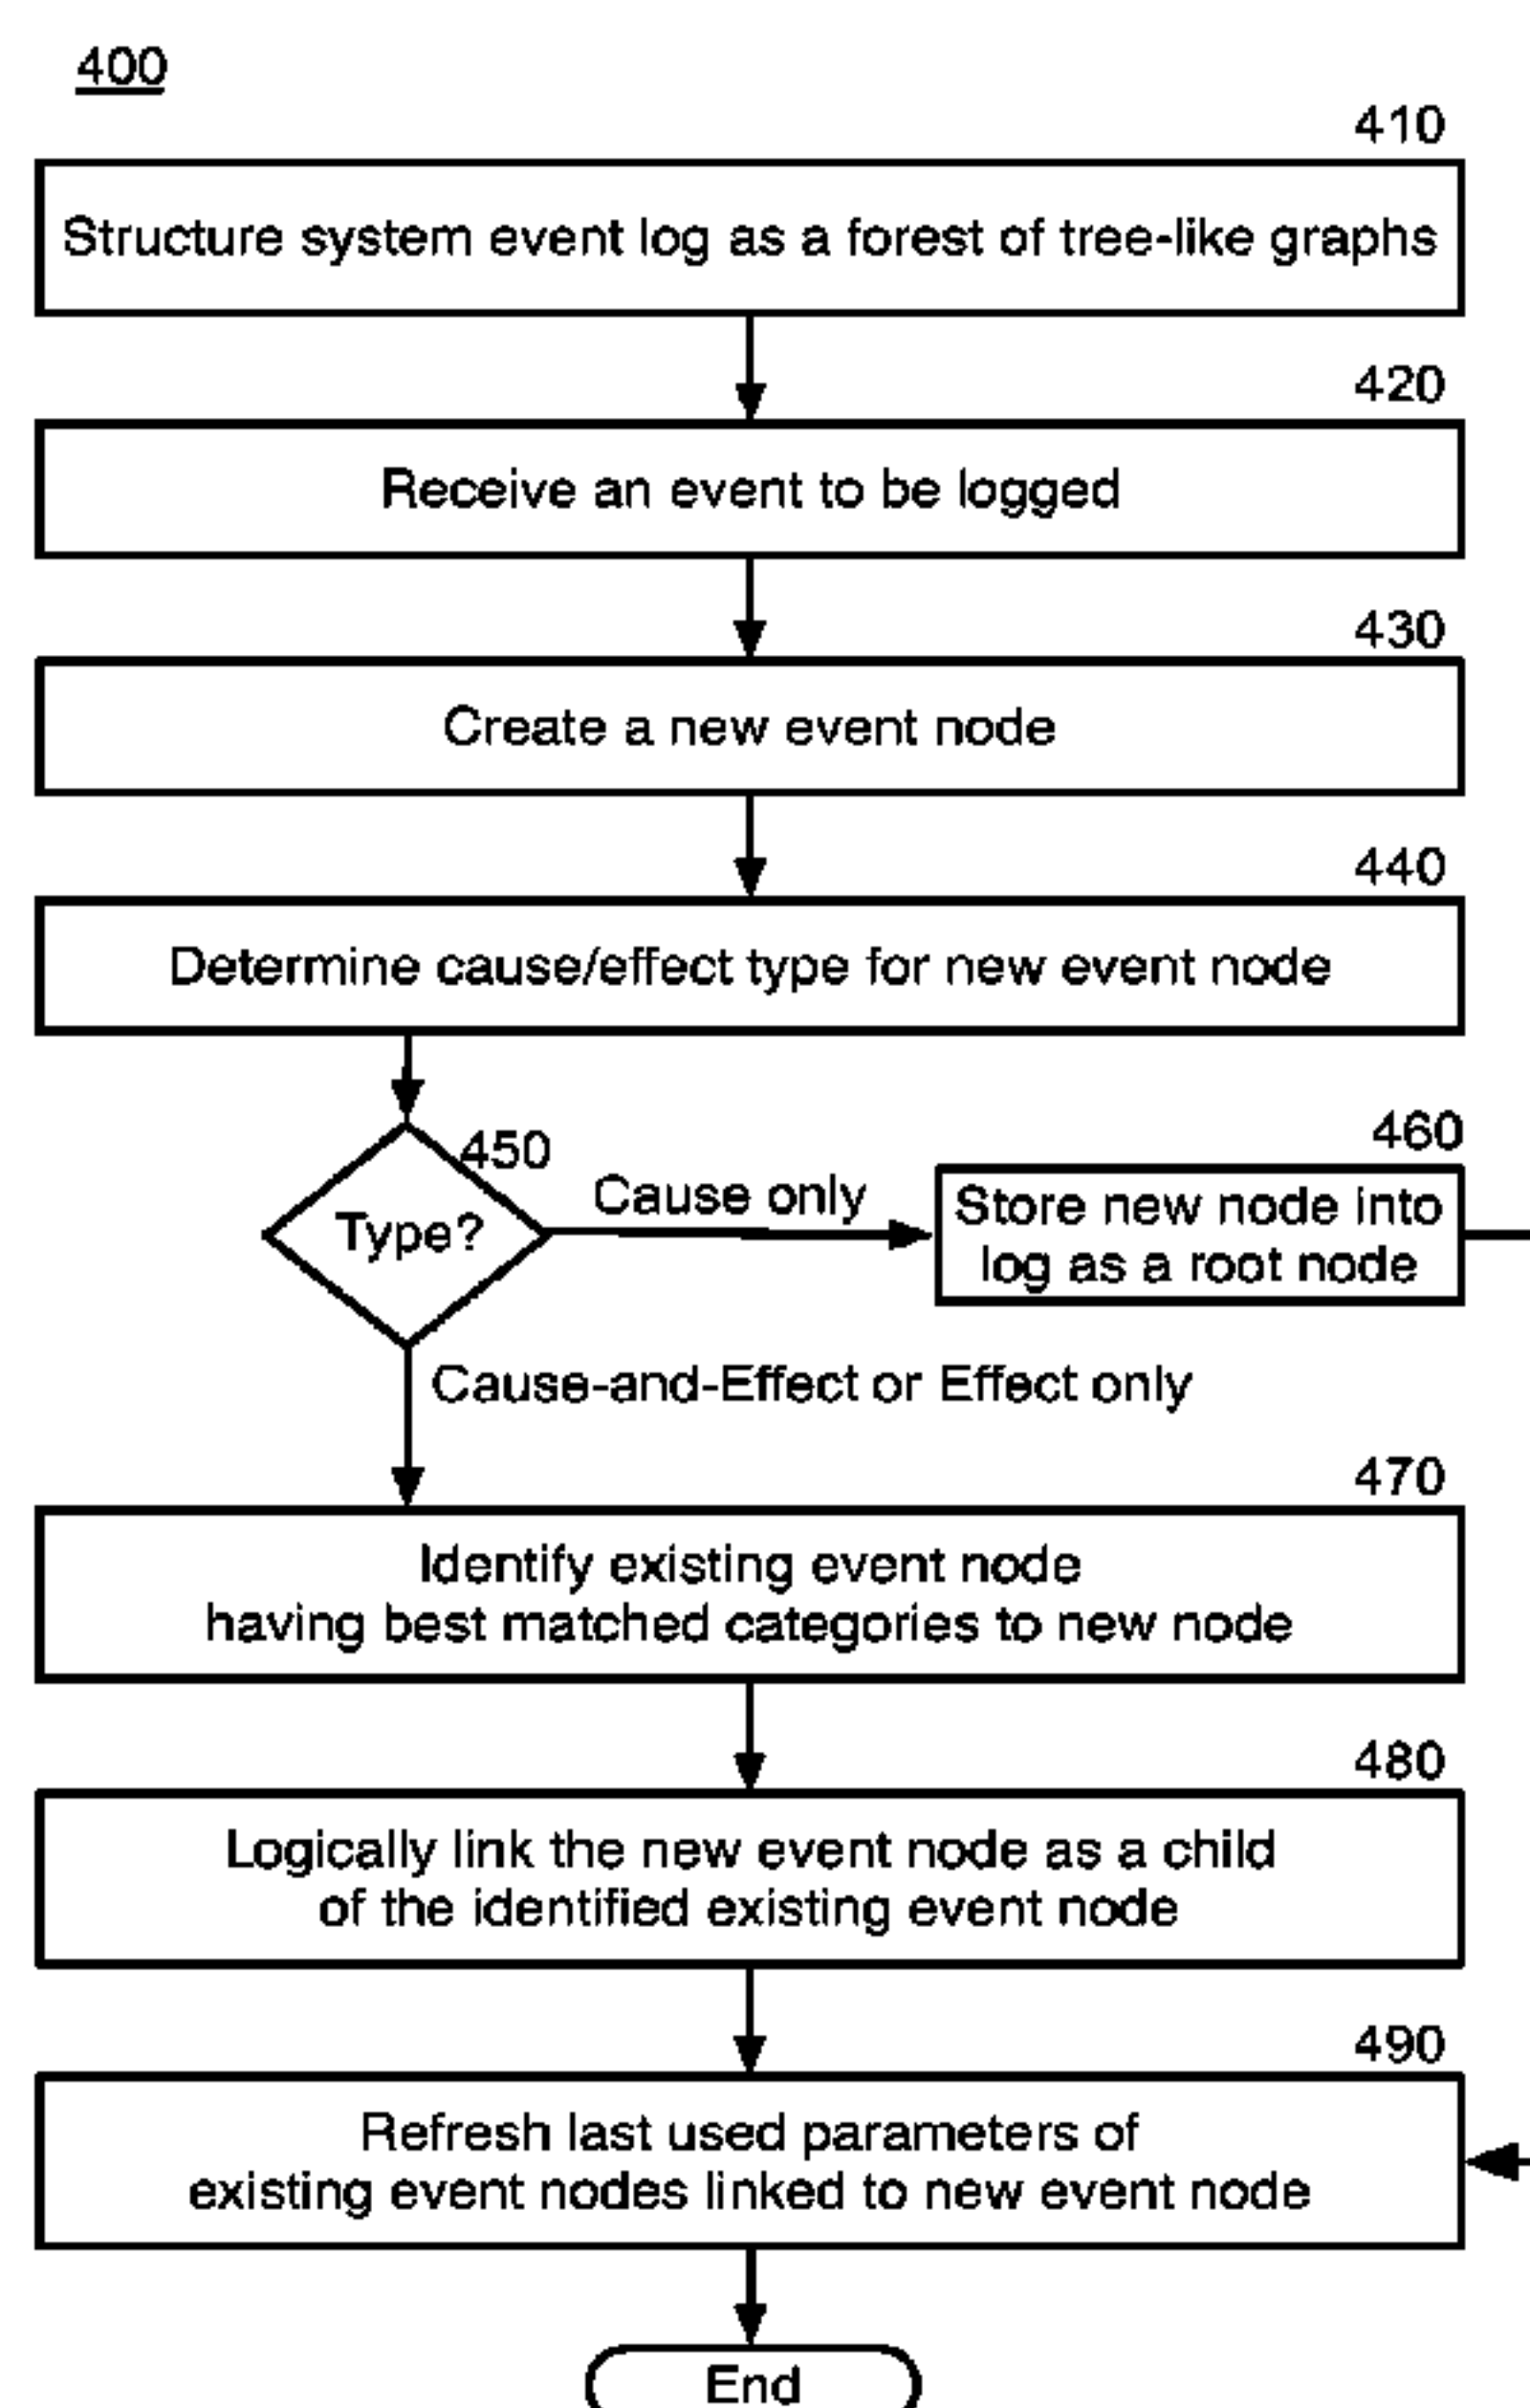 400
410
Structure system event log as a forest of tree-like graphs
420
Receive an event to be logged
430
Create a new event node
440
Determine cause/effect type for new event node
450
Type?
Cause only
460
Store new node into
log as a root node
Cause-and-Effect or Effect only
470
Identify existing event node
having best matched categories to new node
480
Logically link the new event node as a child
of the identified existing event node
490
Refresh last used parameters of
existing event nodes linked to new event node
End